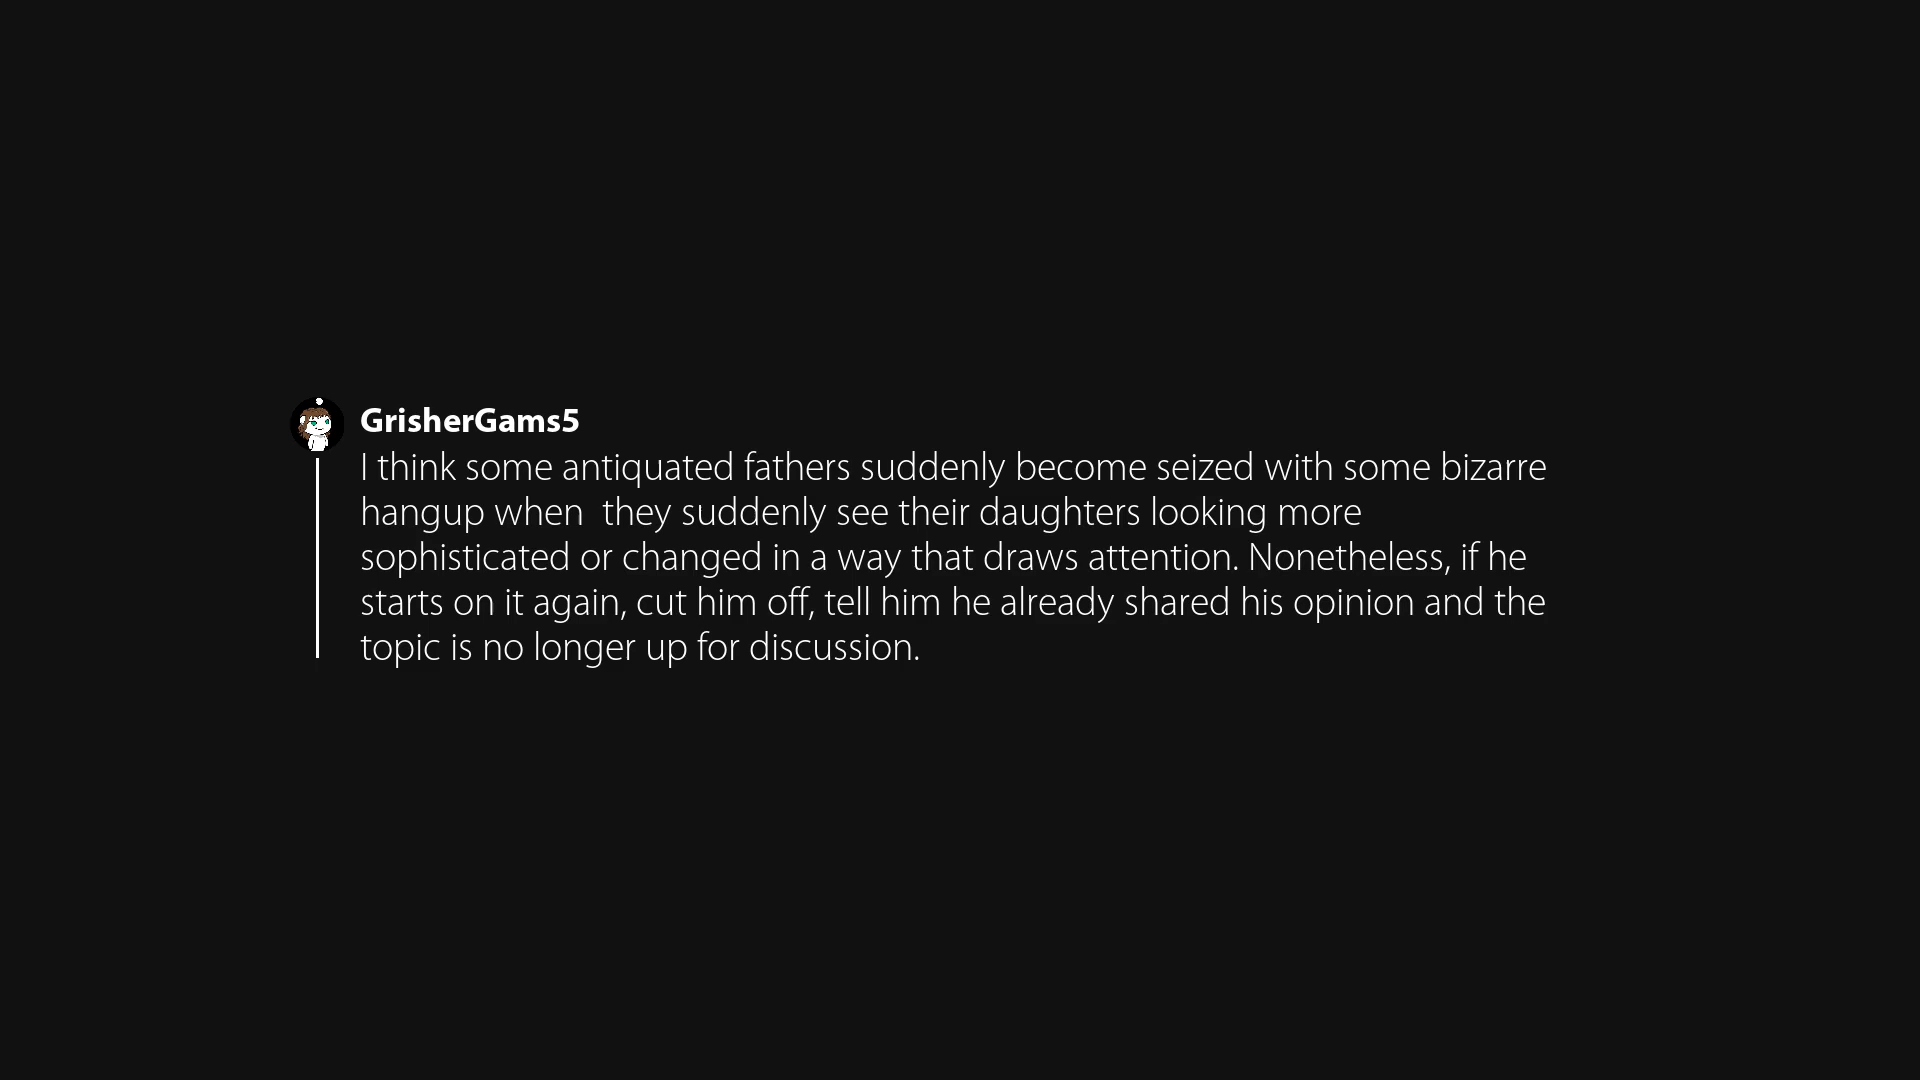 GrisherGams5
I think some antiquated fathers suddenly become seized with some bizarre
hangup when  they suddenly see their daughters looking more
sophisticated or changed in a way that draws attention. Nonetheless, if he
starts on it again, cut him off, tell him he already shared his opinion and the
topic is no longer up for discussion.